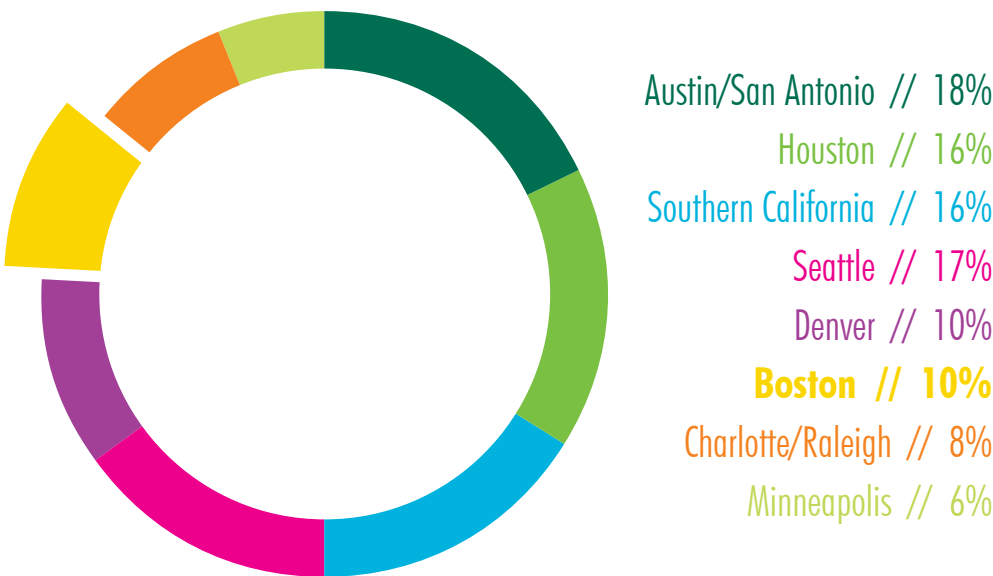 Austin/San Antonio // 18%
Houston // 16%
Southern California // 16%
Seattle // 17%
Denver // 10%
Boston // 10%
Charlotte/Raleigh // 8%
Minneapolis // 6%